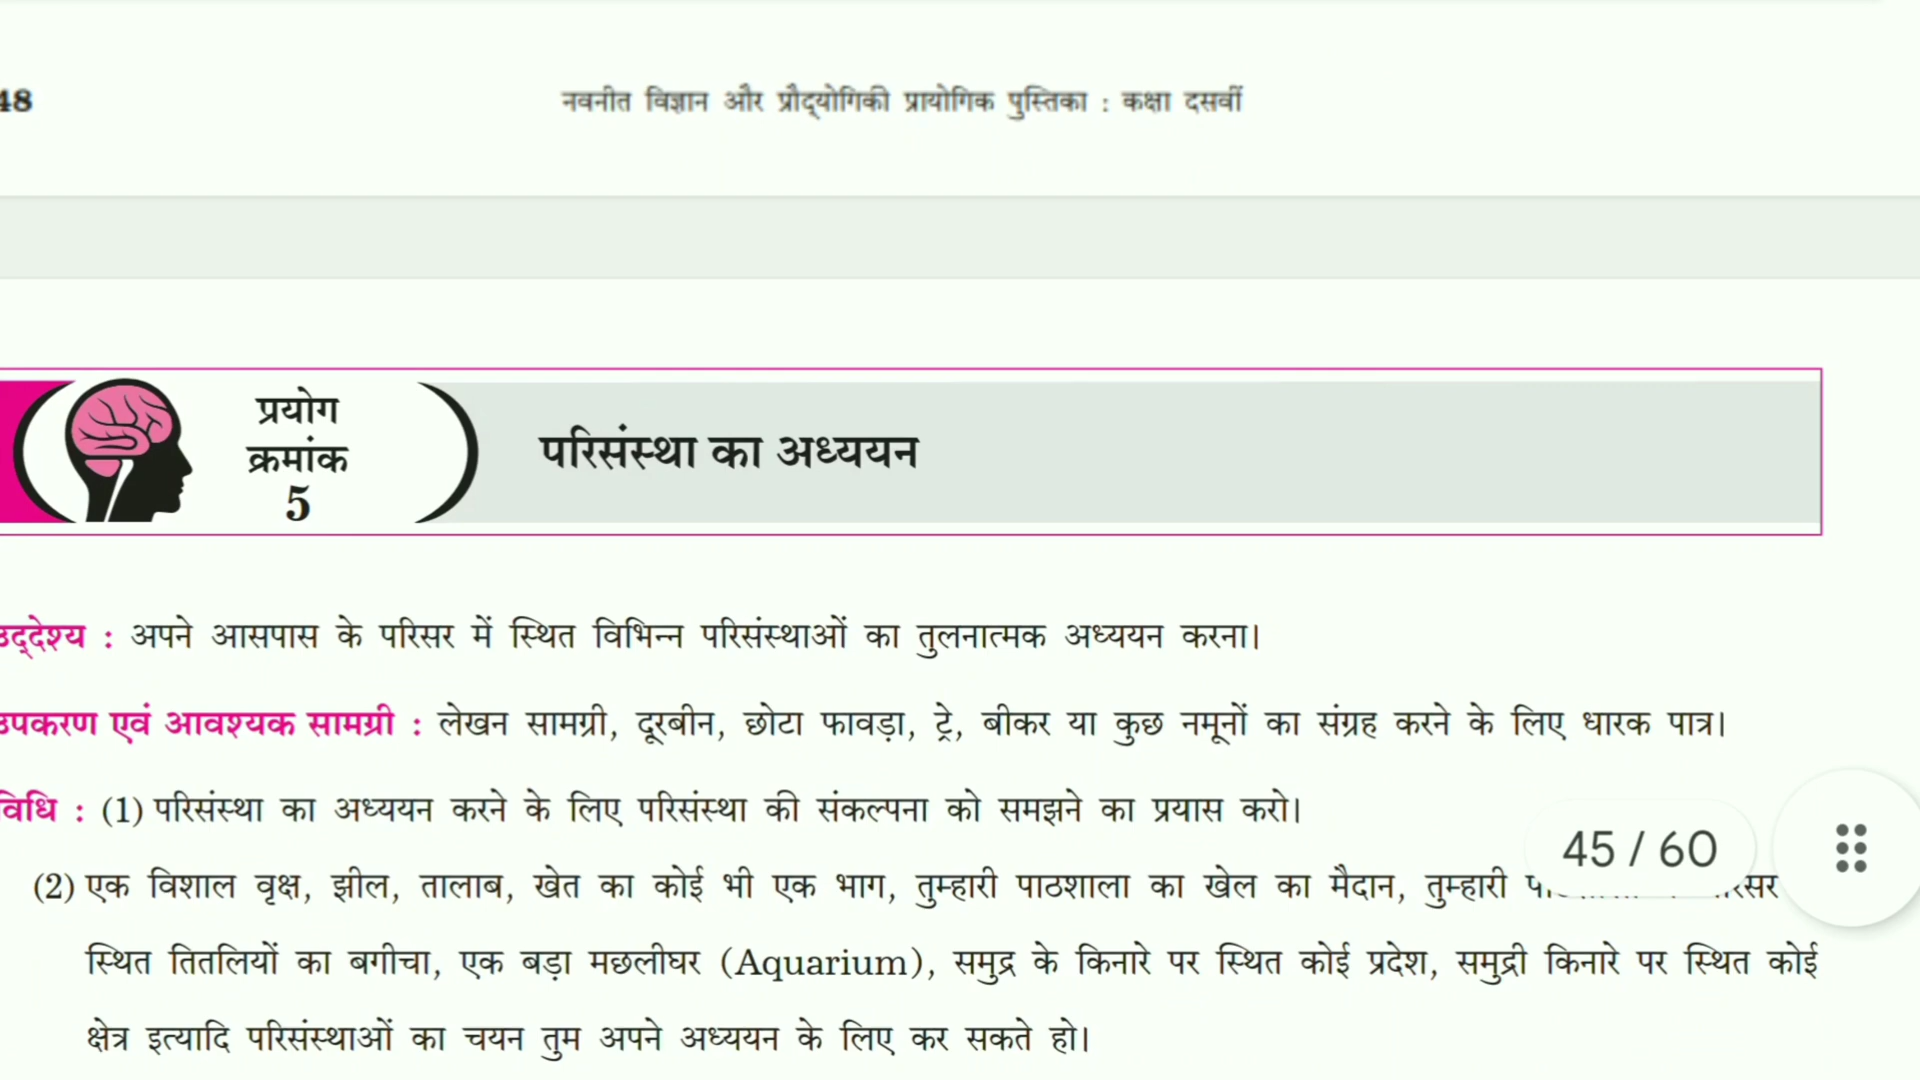 48
नवनीत विज्ञान और प्रौद्योगिकी प्रायोगिक पुस्तिका : कक्षा दसवीं
प्रयोग
क्रमांक
5
परिसंस्था का अध्ययन
उद्देश्य : अपने आसपास के परिसर में स्थित विभिन्न परिसंस्थाओं का तुलनात्मक अध्ययन करना।
उपकरण एवं आवश्यक सामग्री : लेखन सामग्री, दूरबीन, छोटा फावड़ा, ट्रे, बीकर या कुछ नमूनों का संग्रह करने के लिए धारक पात्र।
विधि : (1) परिसंस्था का अध्ययन करने के लिए परिसंस्था की संकल्पना को समझने का प्रयास करो।
45 / 60
(2) एक विशाल वृक्ष, झील, तालाब, खेत का कोई भी एक भाग, तुम्हारी पाठशाला का खेल का मैदान, तुम्हारी
स्थित तितलियों का बगीचा, एक बड़ा मछलीघर (Aquarium), समुद्र के किनारे पर स्थित कोई प्रदेश, समुद्री किनारे पर स्थित कोई
क्षेत्र इत्यादि परिसंस्थाओं का चयन तुम अपने अध्ययन के लिए कर सकते हो।